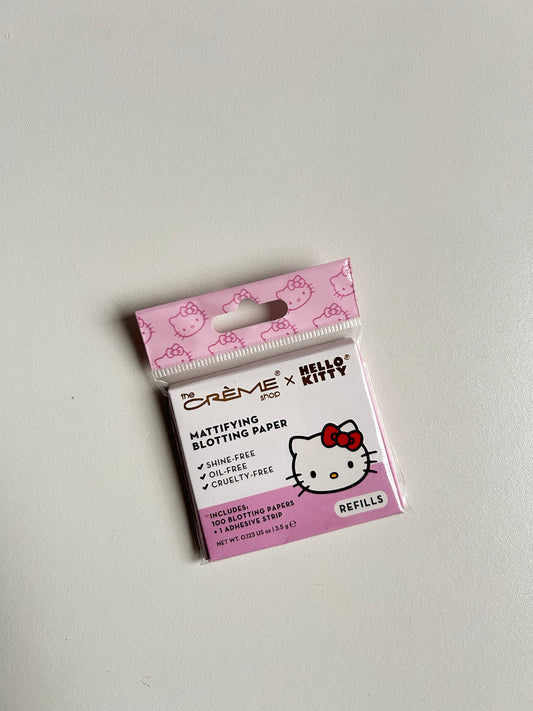 the CRÈME® shop × HELLO® KITTY
MATTIFYING
BLOTTING PAPER
✓ SHINE-FREE
✓ OIL-FREE
✓ CRUELTY-FREE
INCLUDES:
100 BLOTTING PAPERS
+ 1 ADHESIVE STRIP
NET WT. 0.123 US oz | 3.5 g ℮
REFILLS